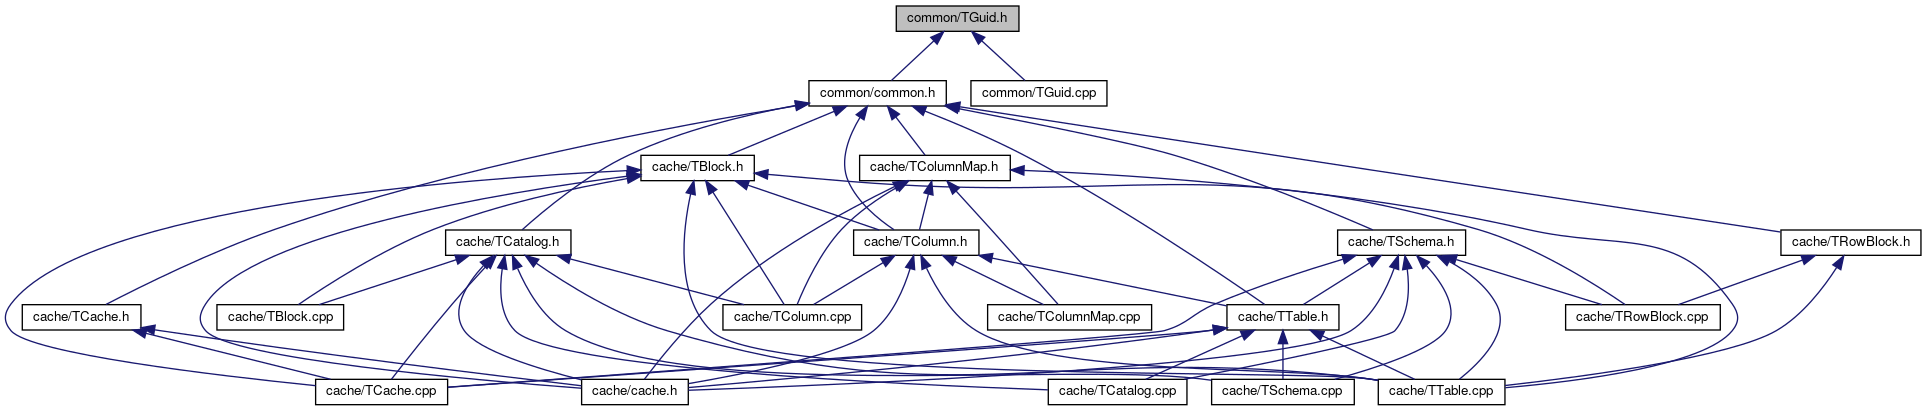 common/TGuid.h
common/common.h
common/TGuid.cpp
cache/TBlock.h
cache/TColumnMap.h
cache/TCatalog.h
cache/TColumn.h
cache/TSchema.h
cache/TRowBlock.h
cache/TCache.h
cache/TBlock.cpp
cache/TColumn.cpp
cache/TColumnMap.cpp
cache/TTable.h
cache/TRowBlock.cpp
cache/TCache.cpp
cache/cache.h
cache/TCatalog.cpp
cache/TSchema.cpp
cache/TTable.cpp